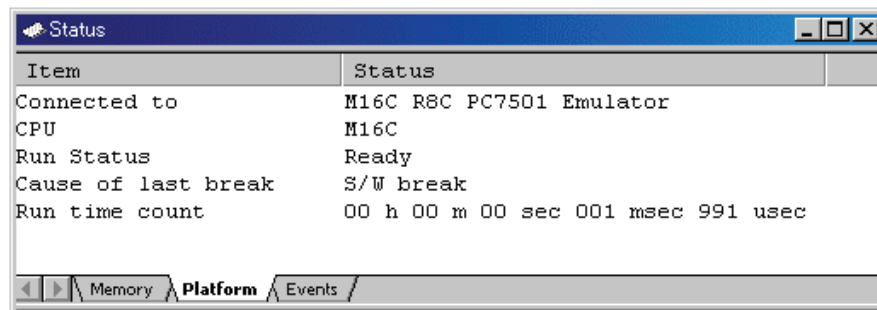 Status
Item Status
Connected to M16C R8C PC7501 Emulator
CPU M16C
Run Status Ready
Cause of last break S/W break
Run time count 00 h 00 m 00 sec 001 msec 991 usec
Memory Platform Events